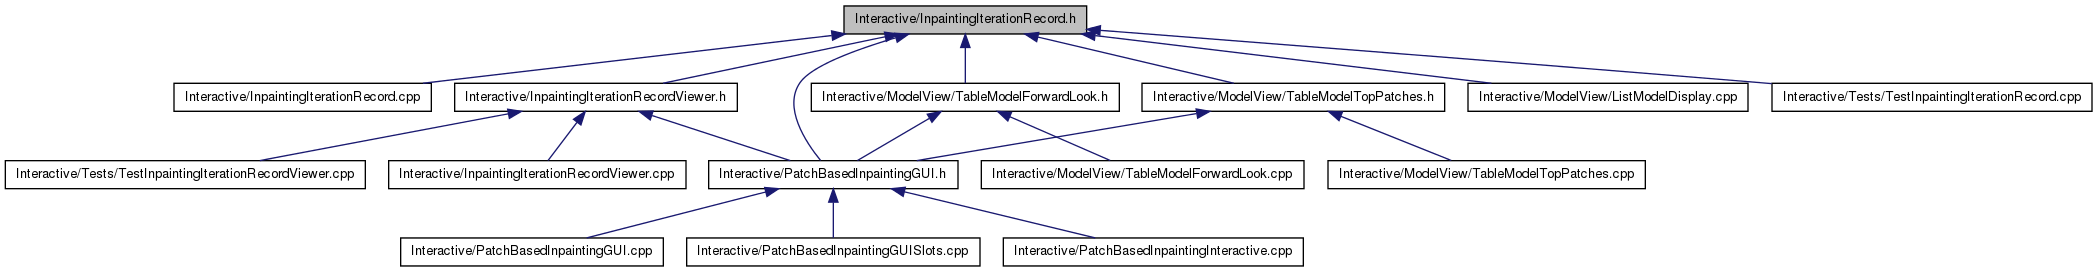 Interactive/InpaintingIterationRecord.h
Interactive/InpaintingIterationRecord.cpp
Interactive/InpaintingIterationRecordViewer.h
Interactive/ModelView/TableModelForwardLook.h
Interactive/ModelView/TableModelTopPatches.h
Interactive/ModelView/ListModelDisplay.cpp
Interactive/Tests/TestInpaintingIterationRecord.cpp
Interactive/Tests/TestInpaintingIterationRecordViewer.cpp
Interactive/InpaintingIterationRecordViewer.cpp
Interactive/PatchBasedInpaintingGUI.h
Interactive/ModelView/TableModelForwardLook.cpp
Interactive/ModelView/TableModelTopPatches.cpp
Interactive/PatchBasedInpaintingGUI.cpp
Interactive/PatchBasedInpaintingGUISlots.cpp
Interactive/PatchBasedInpaintingInteractive.cpp